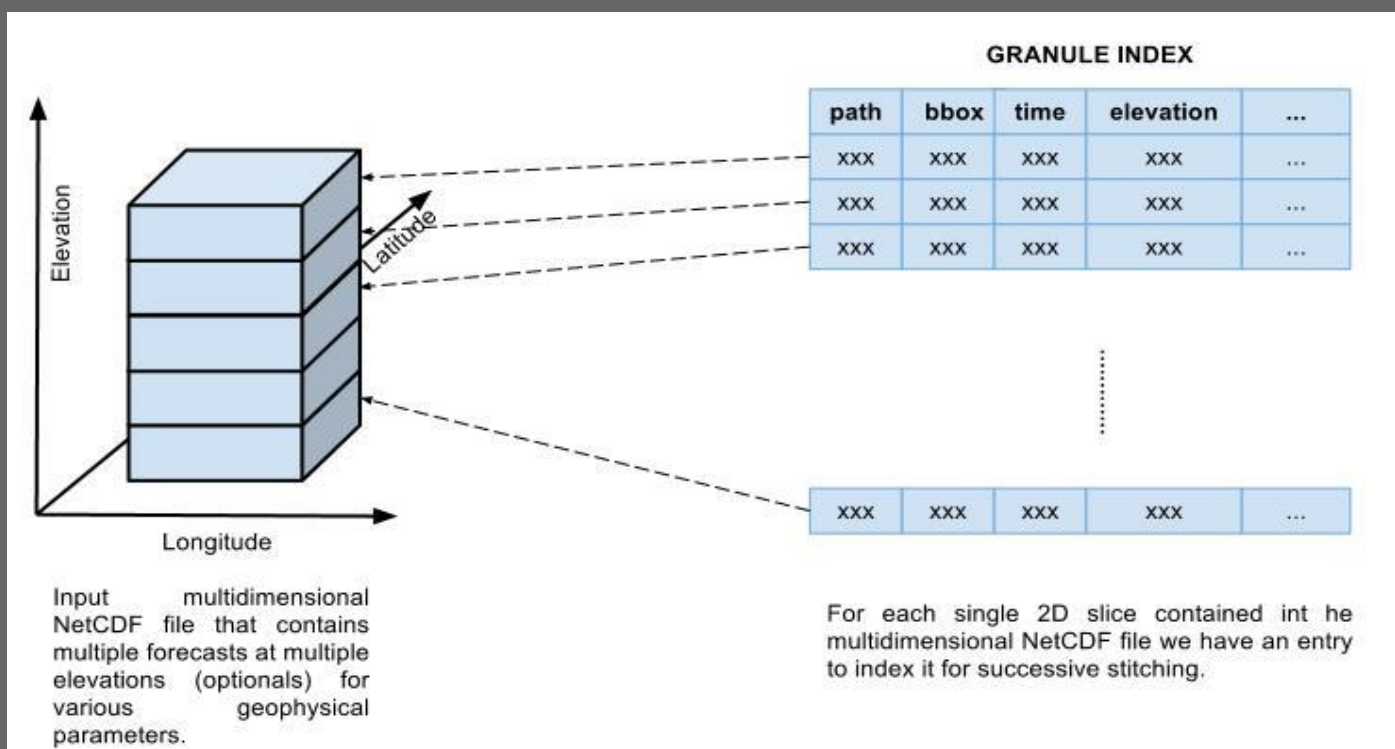 GRANULE INDEX
path bbox time elevation ...
xxx xxx xxx xxx ...
xxx xxx xxx xxx ...
xxx xxx xxx xxx ...
xxx xxx xxx xxx ...
Elevation
Latitude
Longitude
Input multidimensional
NetCDF file that contains
multiple forecasts at multiple
elevations (optionals) for
various geophysical
parameters.
For each single 2D slice contained int he
multidimensional NetCDF file we have an entry
to index it for successive stitching.